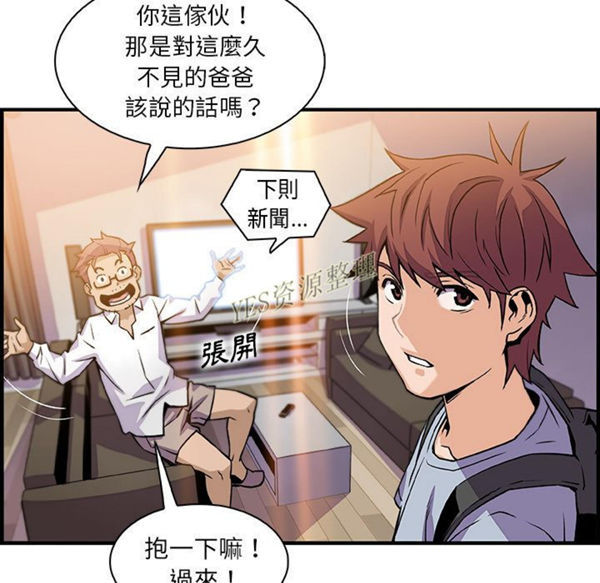 你這傢伙！
那是對這麼久
不見的爸爸
該說的話嗎？
下則
新聞...
YES资源整理
張開
抱一下嘛！
過來！